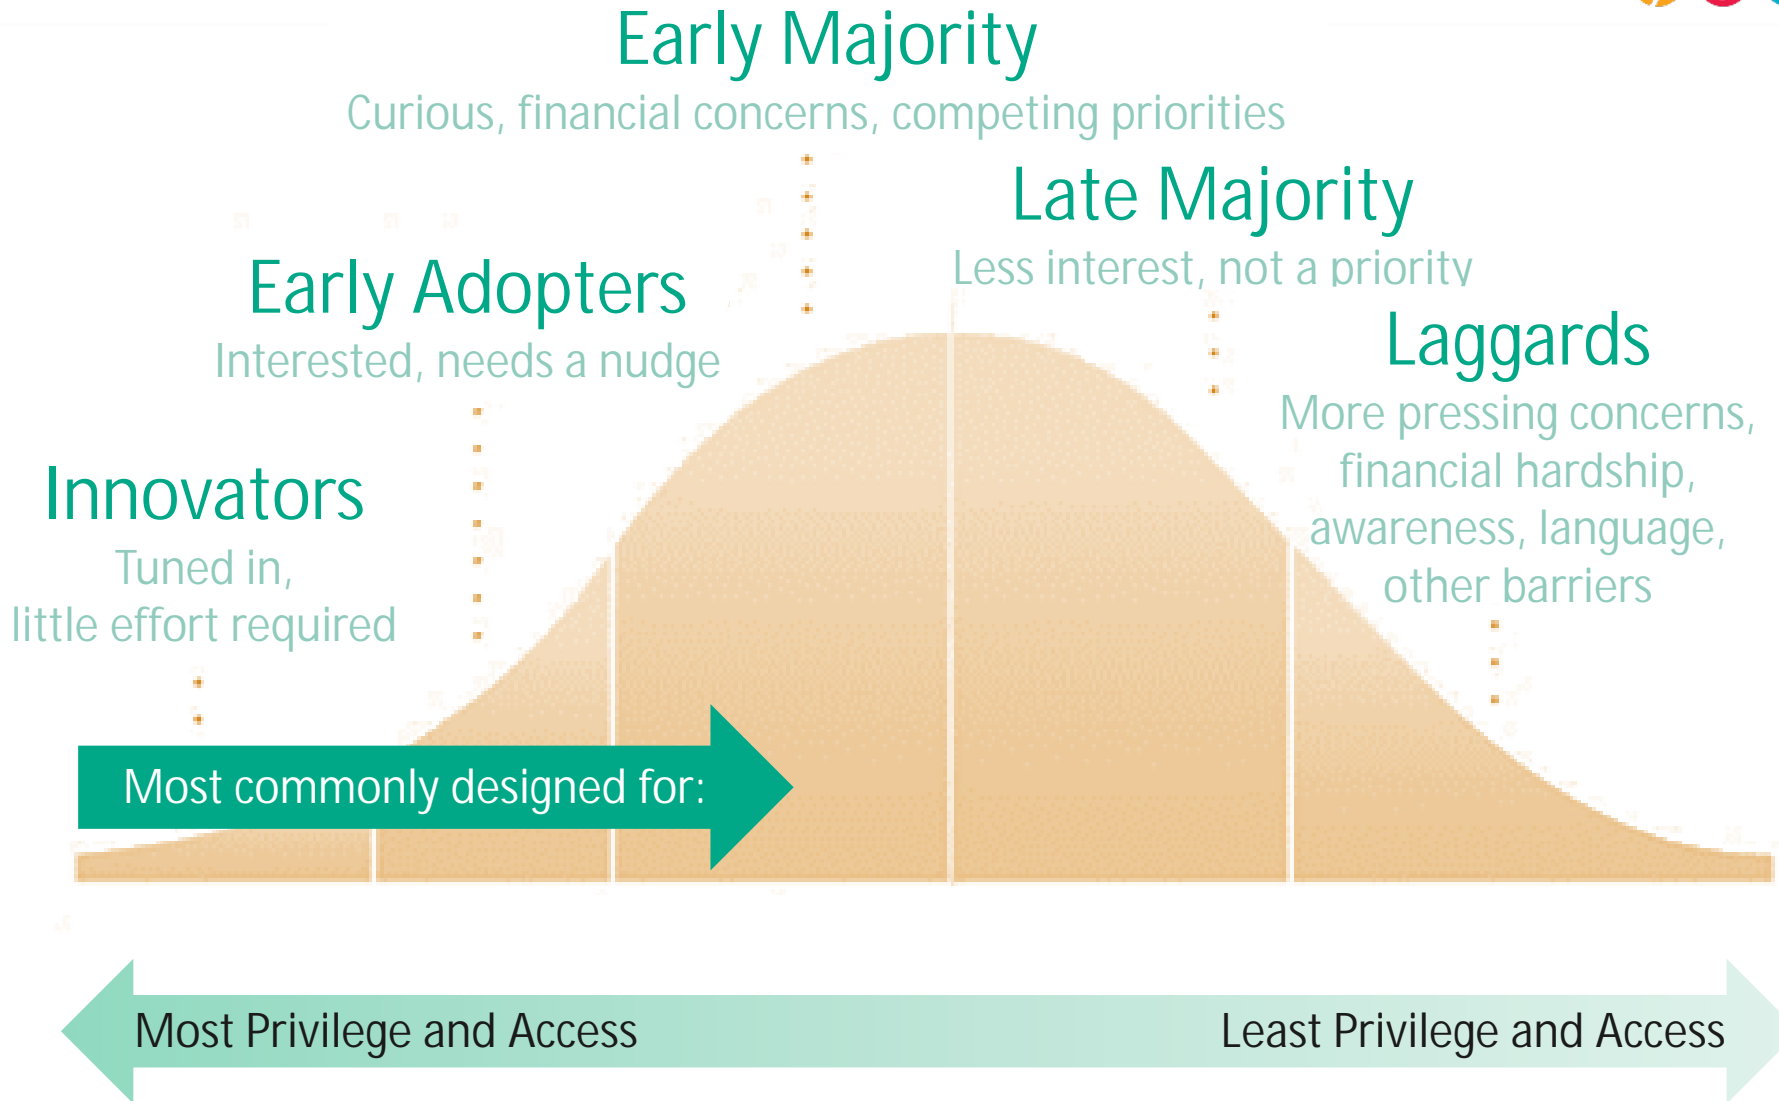 Early Majority
Curious, financial concerns, competing priorities
Late Majority
Less interest, not a priority
Early Adopters
Interested, needs a nudge
Laggards
More pressing concerns,
financial hardship,
awareness, language,
other barriers
Innovators
Tuned in,
little effort required
Most commonly designed for:
Most Privilege and Access
Least Privilege and Access